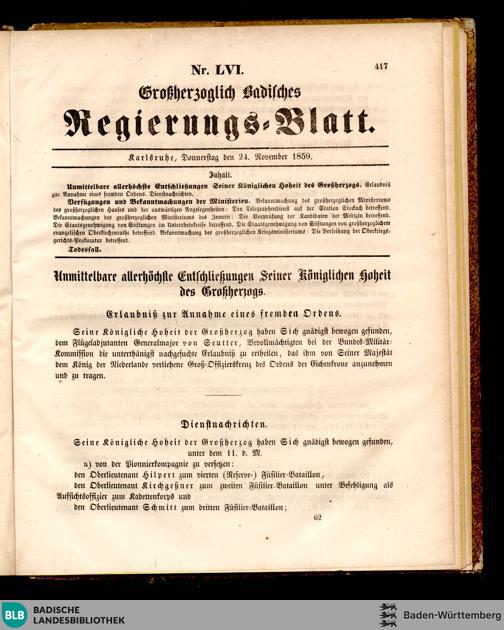 Nr. LVI.
417
Großherzoglich Badisches
Regierungs-Blatt.
Karlsruhe, Donnerstag den 24. November 1859.
Inhalt.
Unmittelbare allerhöchste Entschließungen Seiner Königlichen Hoheit des Großherzogs. Erlaubniß
zur Annahme eines fremden Ordens. Dienstnachrichten.
Verfügungen und Bekanntmachungen der Ministerien. Bekanntmachung des großherzoglichen Ministeriums
des großherzoglichen Hauses und der auswärtigen Angelegenheiten: Den Telegraphendienst auf der Station Stockach betreffend.
Bekanntmachungen des großherzoglichen Ministeriums des Innern: Die Vorprüfung der Kandidaten der Medizin betreffend.
Die Staatsgenehmigung von Stiftungen im Unterrheinkreise betreffend. Die Staatsgenehmigung von Stiftungen von großherzoglichem
evangelischen Oberkirchenrathe betreffend. Bekanntmachung des großherzoglichen Kriegsministeriums: Die Verleihung der Oberkriegs-
gerichts-Prokuratur betreffend.
Todesfall.
Unmittelbare allerhöchste Entschließungen Seiner Königlichen Hoheit
des Großherzogs.
Erlaubniß zur Annahme eines fremden Ordens.
Seine Königliche Hoheit der Großherzog haben Sich gnädigst bewogen gefunden,
dem Flügeladjutanten Generalmajor von Seutter, Bevollmächtigten bei der Bundes-Militär-
Kommission die unterthänigst nachgesuchte Erlaubniß zu ertheilen, das ihm von Seiner Majestät
dem König der Niederlande verliehene Groß-Offizierskreuz des Ordens der Eichenkrone anzunehmen
und zu tragen.
Dienstnachrichten.
Seine Königliche Hoheit der Großherzog haben Sich gnädigst bewogen gefunden,
unter dem 11. d. M.
a) von der Pionnierkompagnie zu versetzen:
den Oberlieutenant Hilpert zum vierten (Reserve-) Füsilier-Bataillon,
den Oberlieutenant Kirchgeßner zum zweiten Füsilier-Bataillon unter Befehligung als
Aufsichtsoffizier zum Kadettenkorps und
den Oberlieutenant Schmitt zum dritten Füsilier-Bataillon;
62
BLB
BADISCHE
LANDESBIBLIOTHEK
Baden-Württemberg